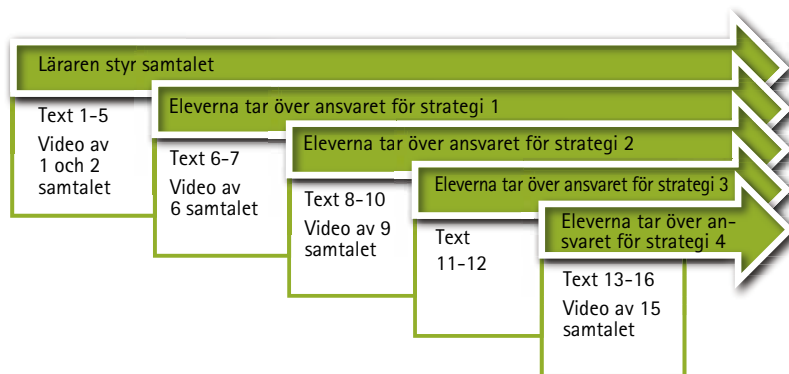 Läraren styr samtalet
Text 1-5
Video av
1 och 2
samtalet
Eleverna tar över ansvaret för strategi 1
Text 6-7
Video av
6 samtalet
Eleverna tar över ansvaret för strategi 2
Text 8-10
Video av 9
samtalet
Eleverna tar över ansvaret för strategi 3
Text
11-12
Eleverna tar över an-
svaret för strategi 4
Text 13-16
Video av 15
samtalet